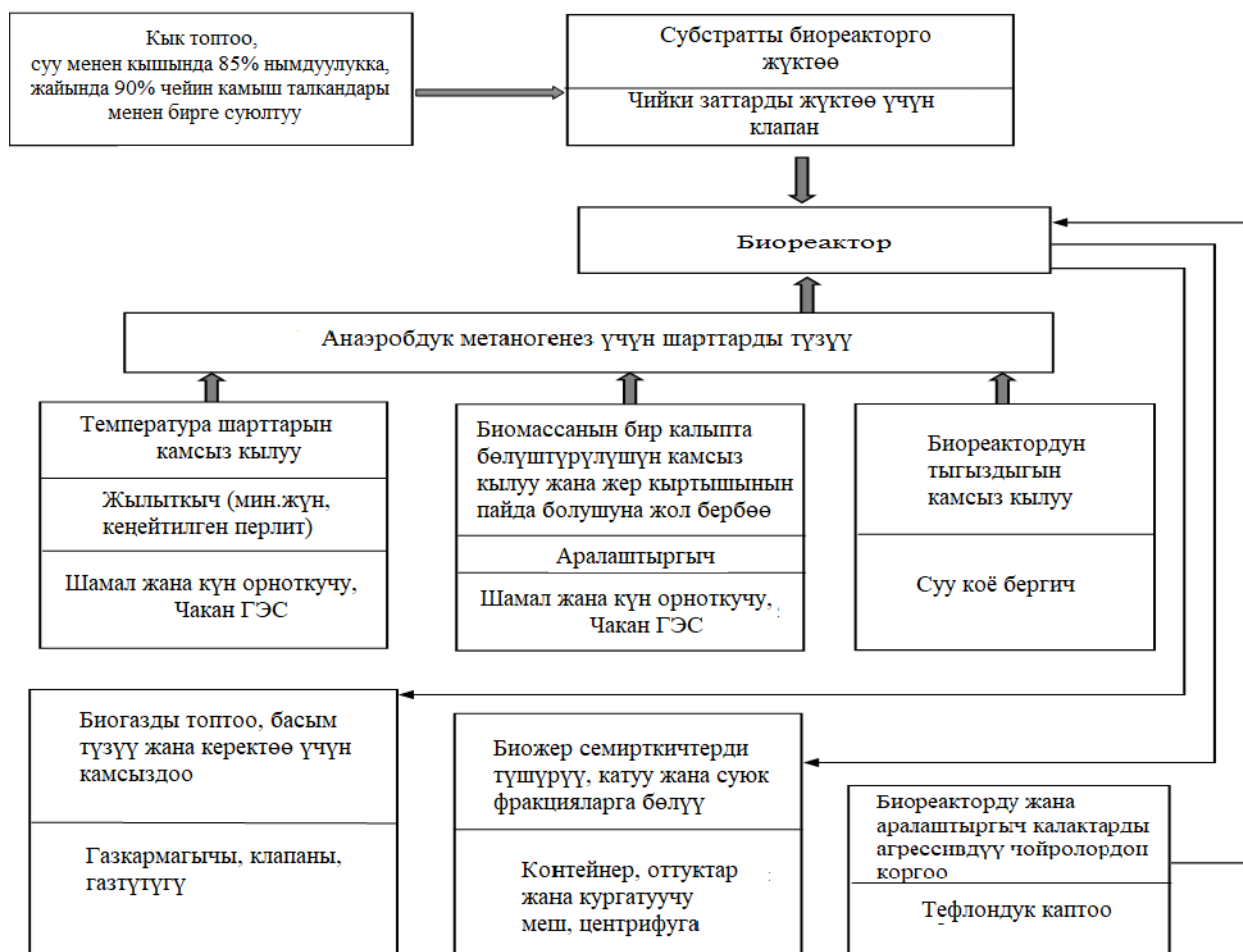 Кык топтоо,
суу менен кышында 85% нымдуулукка,
жайында 90% чейин камыш талкандары
менен бирге суюлтуу
Субстратты биореакторго
жүктөө
Чийки заттарды жүктөө үчүн
клапан
Биореактор
Анаэробдук метаногенез үчүн шарттарды түзүү
Температура шарттарын
камсыз кылуу
Жылыткыч (мин.жүн,
кеңейтилген перлит)
Шамал жана күн орноткучу,
Чакан ГЭС
Биомассанын бир калыпта
бөлүштүрүлүшүн камсыз
кылуу жана жер кыртышынын
пайда болушуна жол бербөө
Аралаштыргыч
Шамал жана күн орноткучу,
Чакан ГЭС
Биореактордун
тыгыздыгын
камсыз кылуу
Суу коё бергич
Биогазды топтоо, басым
түзүү жана керектөө үчүн
камсыздоо
Газкармагычы, клапаны,
газтүтүгү
Биожер семирткичтерди
түшүрүү, катуу жана суюк
фракцияларга бөлүү
Контейнер, оттуктар
жана кургатуучу
меш, центрифуга
Биореакторду жана
аралаштыргыч калактарды
агрессивдүү чойролордон
коргоо
Тефлондук каптоо